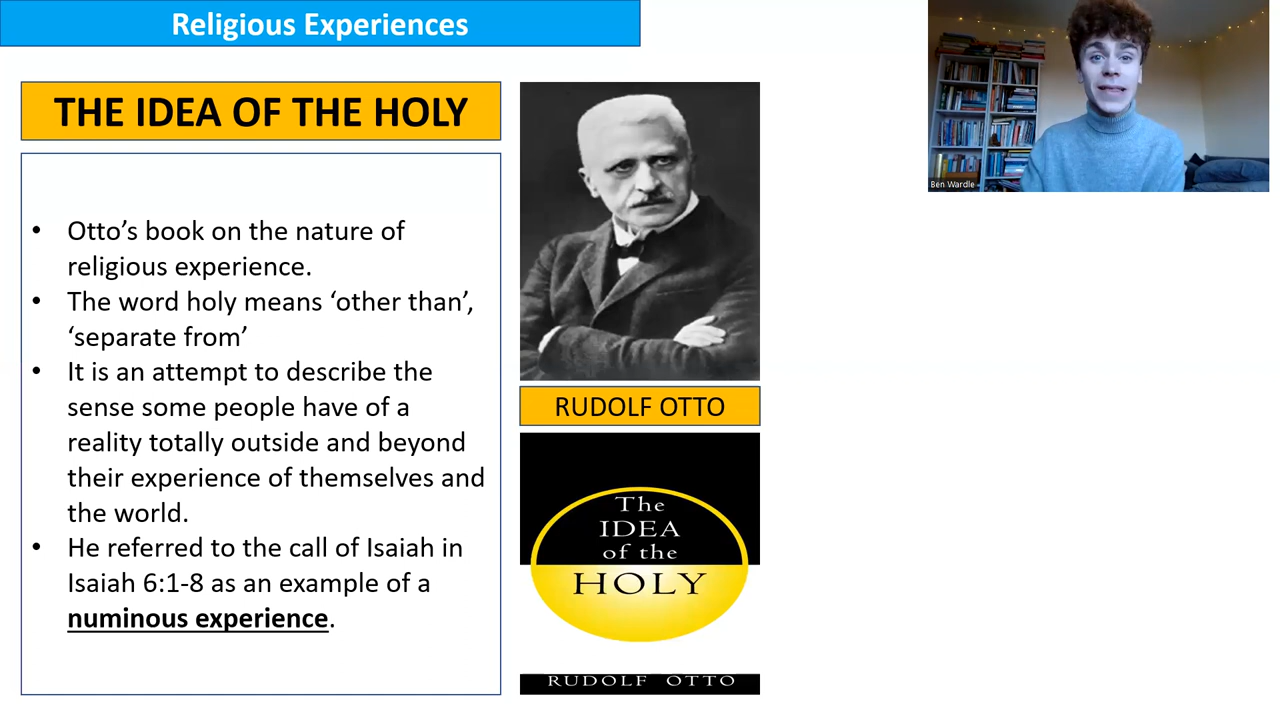 Religious Experiences
THE IDEA OF THE HOLY
• Otto’s book on the nature of
religious experience.
• The word holy means ‘other than’,
‘separate from’
• It is an attempt to describe the
sense some people have of a
reality totally outside and beyond
their experience of themselves and
the world.
• He referred to the call of Isaiah in
Isaiah 6:1-8 as an example of a
numinous experience.
RUDOLF OTTO
The
IDEA
of the
HOLY
RUDOLF OTTO
Ben Wardle